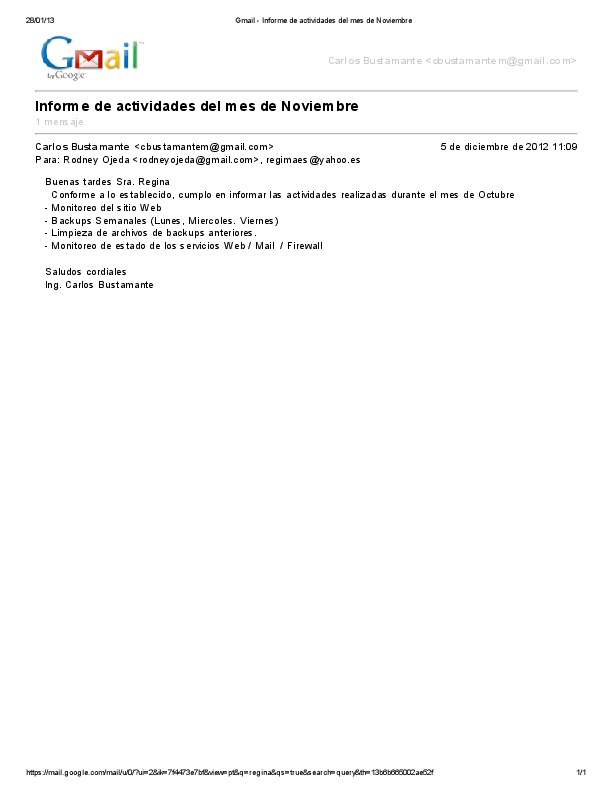 28/01/13 Gmail - Informe de actividades del mes de Noviembre
Gmail™
by Google
Carlos Bustamante <cbustamantem@gmail.com>
Informe de actividades del mes de Noviembre
1 mensaje
Carlos Bustamante <cbustamantem@gmail.com> 5 de diciembre de 2012 11:09
Para: Rodney Ojeda <rodneyojeda@gmail.com>, regimaes@yahoo.es
Buenas tardes Sra. Regina
Conforme a lo establecido, cumplo en informar las actividades realizadas durante el mes de Octubre
- Monitoreo del sitio Web
- Backups Semanales (Lunes, Miercoles. Viernes)
- Limpieza de archivos de backups anteriores.
- Monitoreo de estado de los servicios Web / Mail / Firewall
Saludos cordiales
Ing. Carlos Bustamante
https://mail.google.com/mail/u/0/?ui=2&ik=7f4473e7bf&view=pt&q=regina&qs=true&search=query&th=13b6b665002ae52f 1/1